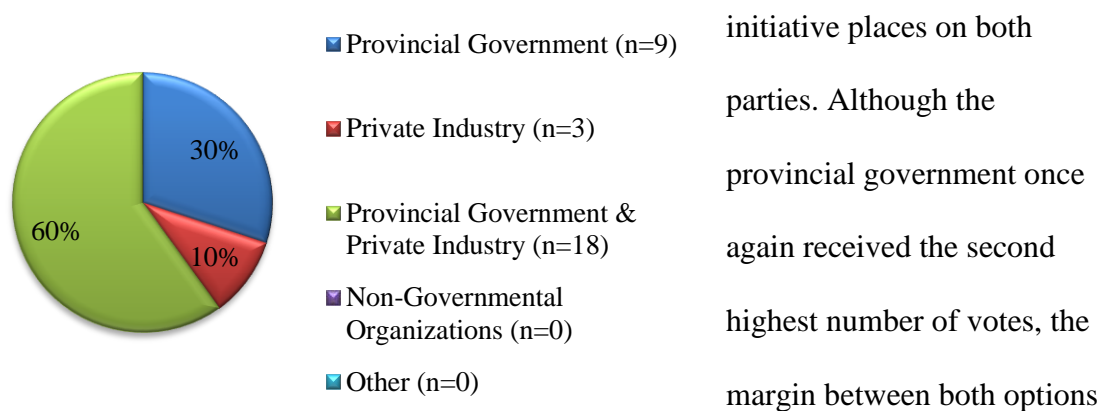 30%
10%
60%
Provincial Government (n=9)
Private Industry (n=3)
Provincial Government &
Private Industry (n=18)
Non-Governmental
Organizations (n=0)
Other (n=0)
initiative places on both
parties. Although the
provincial government once
again received the second
highest number of votes, the
margin between both options